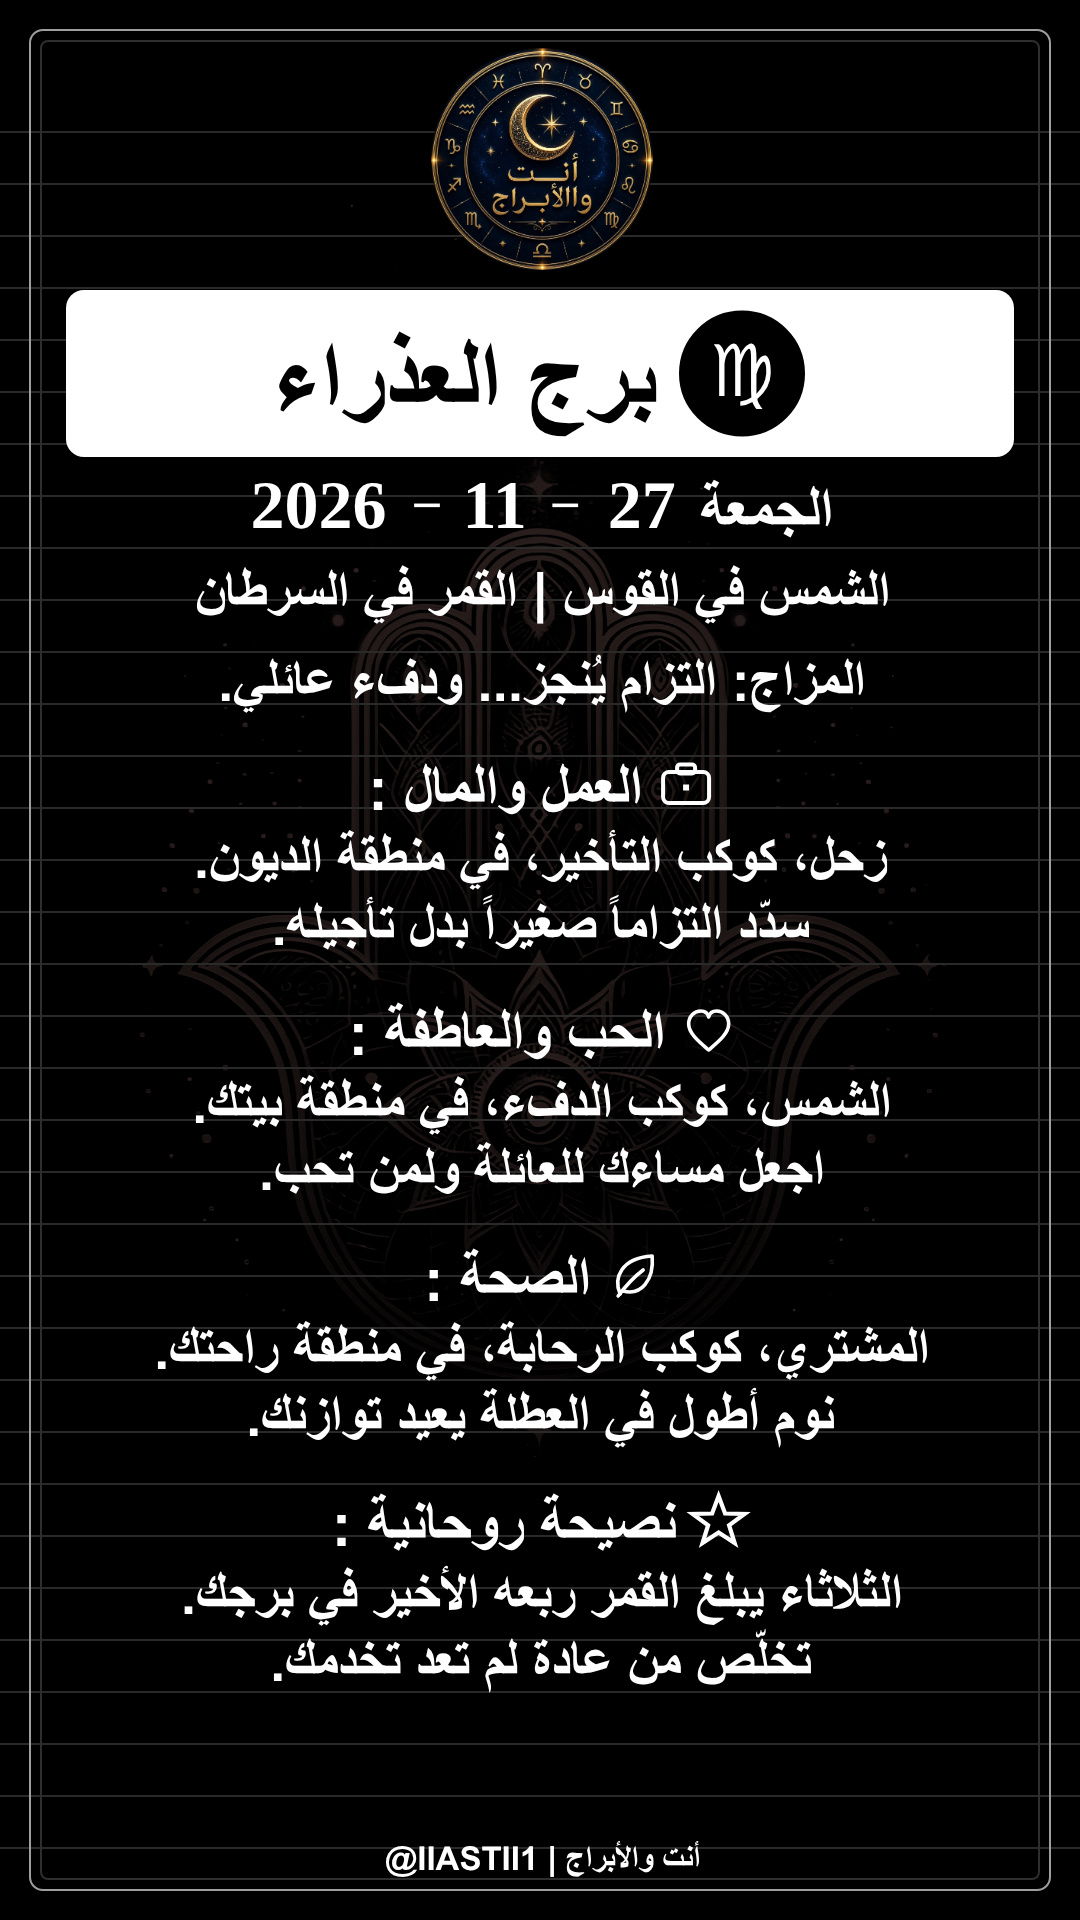 أنت
والأبراج
برج العذراء
الجمعة 27 - 11 - 2026
الشمس في القوس | القمر في السرطان
المزاج: التزام يُنجز... ودفء عائلي.
العمل والمال :
زحل، كوكب التأخير، في منطقة الديون.
سدّد التزاماً صغيراً بدل تأجيله.
الحب والعاطفة :
الشمس، كوكب الدفء، في منطقة بيتك.
اجعل مساءك للعائلة ولمن تحب.
الصحة :
المشتري، كوكب الرحابة، في منطقة راحتك.
نوم أطول في العطلة يعيد توازنك.
نصيحة روحانية :
الثلاثاء يبلغ القمر ربعه الأخير في برجك.
تخلّص من عادة لم تعد تخدمك.
أنت والأبراج | @IIASTII1